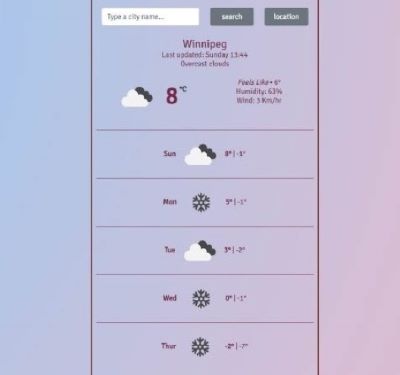 Type a city name...
search
location
Winnipeg
Last updated: Sunday 13:44
Overcast clouds
8 °C
Feels Like • 6°
Humidity: 63%
Wind: 3 Km/hr
Sun 8° | -1°
Mon 5° | -1°
Tue 3° | -2°
Wed 0° | -1°
Thur -2° | -7°